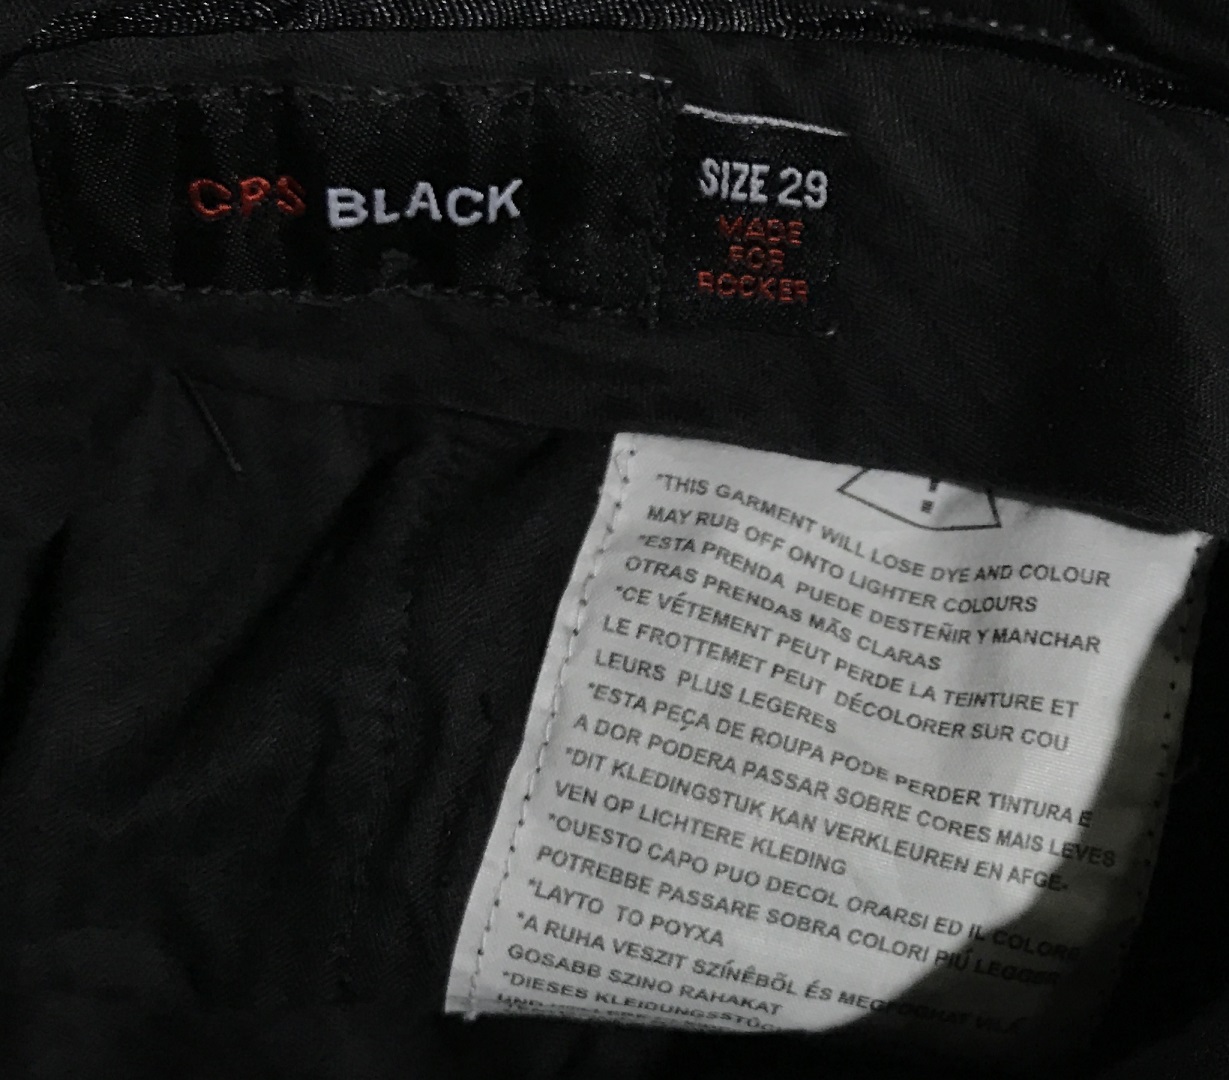 CPS BLACK
SIZE 29
MADE
FOR
ROCKER
*THIS GARMENT WILL LOSE DYE AND COLOUR
MAY RUB OFF ONTO LIGHTER COLOURS
*ESTA PRENDA PUEDE DESTEÑIR Y MANCHAR
OTRAS PRENDAS MÃS CLARAS
*CE VÉTEMENT PEUT PERDE LA TEINTURE ET
LE FROTTEMET PEUT DÉCOLORER SUR COU
LEURS PLUS LEGERES
*ESTA PEÇA DE ROUPA PODE PERDER TINTURA E
A DOR PODERA PASSAR SOBRE CORES MAIS LEVES
*DIT KLEDINGSTUK KAN VERKLEUREN EN AFGE-
VEN OP LICHTERE KLEDING
*OUESTO CAPO PUO DECOL ORARSI ED IL COLORE
POTREBBE PASSARE SOBRA COLORI PIÚ LEGGERI
*LAYTO TO POYXA
*A RUHA VESZIT SZÍNÊBÕL ÉS MEGFOGHAT VILÁ
GOSABB SZINO RAHAKAT
*DIESES KLEIDUNGSSTÜC